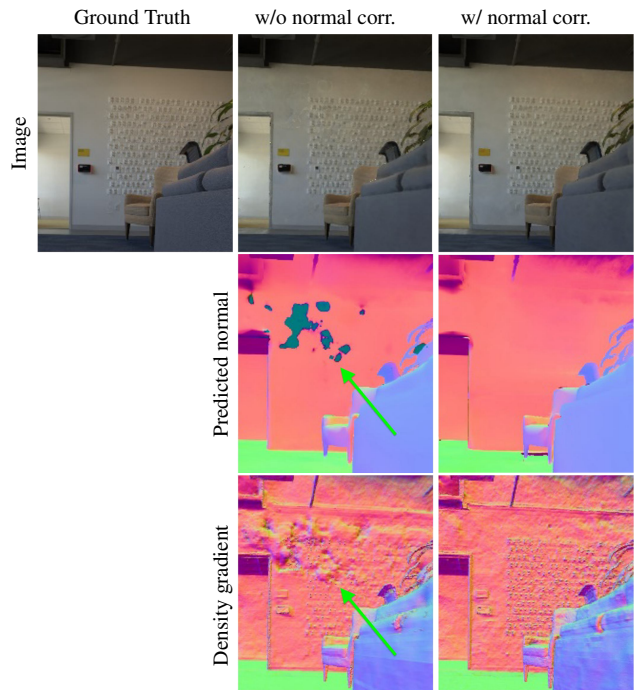 Ground Truth
w/o normal corr.
w/ normal corr.
Image
Predicted normal
Density gradient